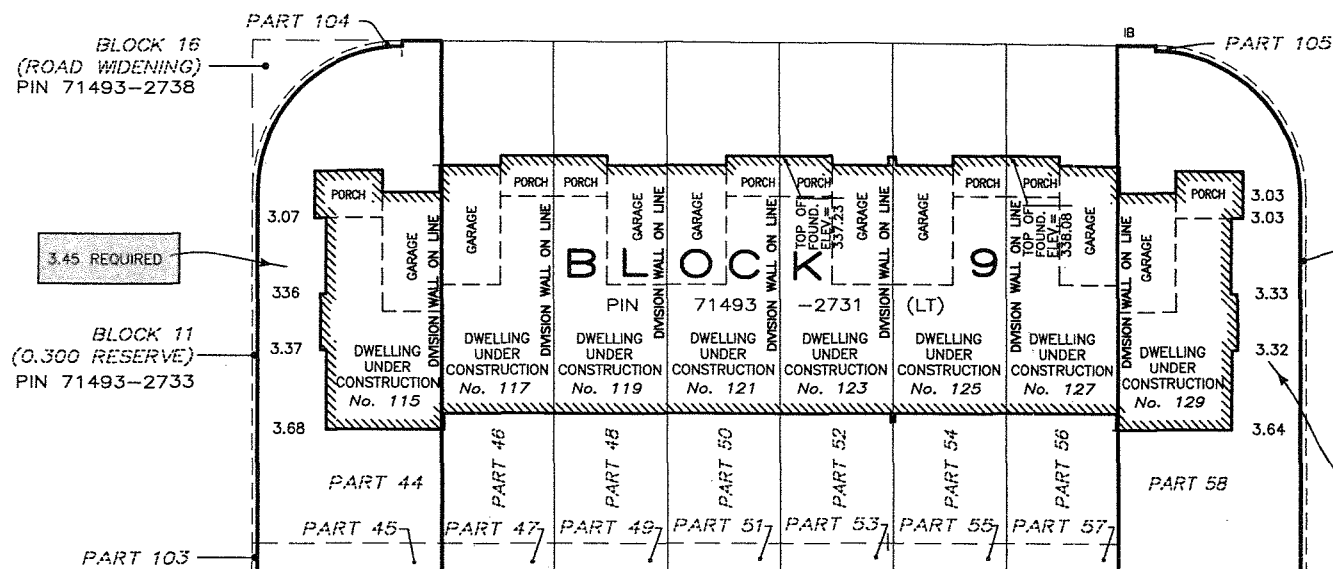 PART 104
BLOCK 16
(ROAD WIDENING)
PIN 71493-2738
IB
PART 105
PORCH
PORCH
PORCH
PORCH
PORCH
PORCH
PORCH
PORCH
3.07
3.03
3.03
GARAGE
GARAGE
GARAGE
GARAGE
GARAGE
GARAGE
GARAGE
GARAGE
DIVISION WALL ON LINE
DIVISION WALL ON LINE
DIVISION WALL ON LINE
DIVISION WALL ON LINE
DIVISION WALL ON LINE
DIVISION WALL ON LINE
TOP OF
FOUND.
ELEV.=
337.23
TOP OF
FOUND.
ELEV.=
338.08
3.45 REQUIRED
BLOCK 9
PIN 71493 -2731 (LT)
336
3.33
BLOCK 11
(0.300 RESERVE)
PIN 71493-2733
3.37
3.32
DWELLING
UNDER
CONSTRUCTION
No. 115
DWELLING
UNDER
CONSTRUCTION
No. 117
DWELLING
UNDER
CONSTRUCTION
No. 119
DWELLING
UNDER
CONSTRUCTION
No. 121
DWELLING
UNDER
CONSTRUCTION
No. 123
DWELLING
UNDER
CONSTRUCTION
No. 125
DWELLING
UNDER
CONSTRUCTION
No. 127
DWELLING
UNDER
CONSTRUCTION
No. 129
3.68
3.64
PART 44
PART 46
PART 48
PART 50
PART 52
PART 54
PART 56
PART 58
PART 45
PART 47
PART 49
PART 51
PART 53
PART 55
PART 57
PART 103